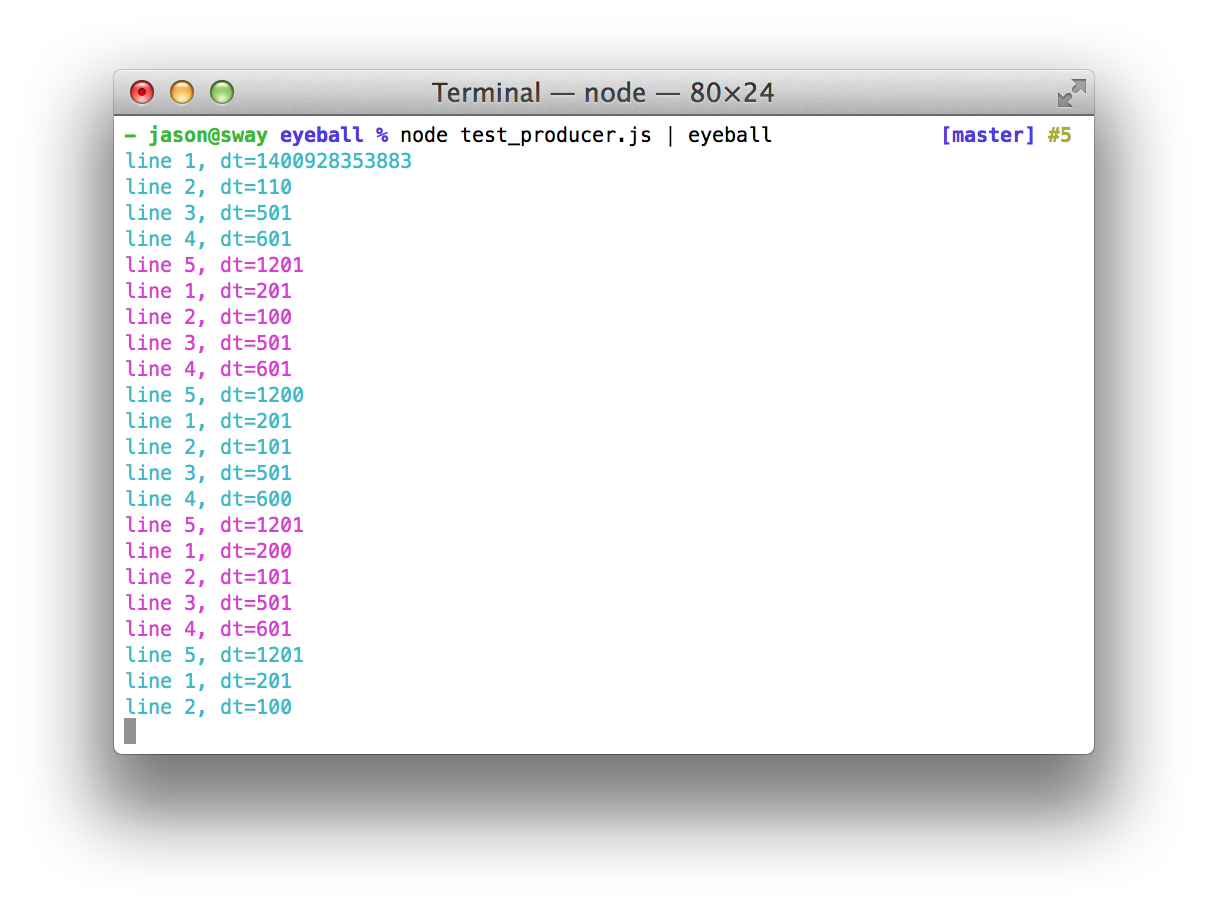 Terminal — node — 80×24
- jason@sway eyeball % node test_producer.js | eyeball [master] #5
line 1, dt=1400928353883
line 2, dt=110
line 3, dt=501
line 4, dt=601
line 5, dt=1201
line 1, dt=201
line 2, dt=100
line 3, dt=501
line 4, dt=601
line 5, dt=1200
line 1, dt=201
line 2, dt=101
line 3, dt=501
line 4, dt=600
line 5, dt=1201
line 1, dt=200
line 2, dt=101
line 3, dt=501
line 4, dt=601
line 5, dt=1201
line 1, dt=201
line 2, dt=100